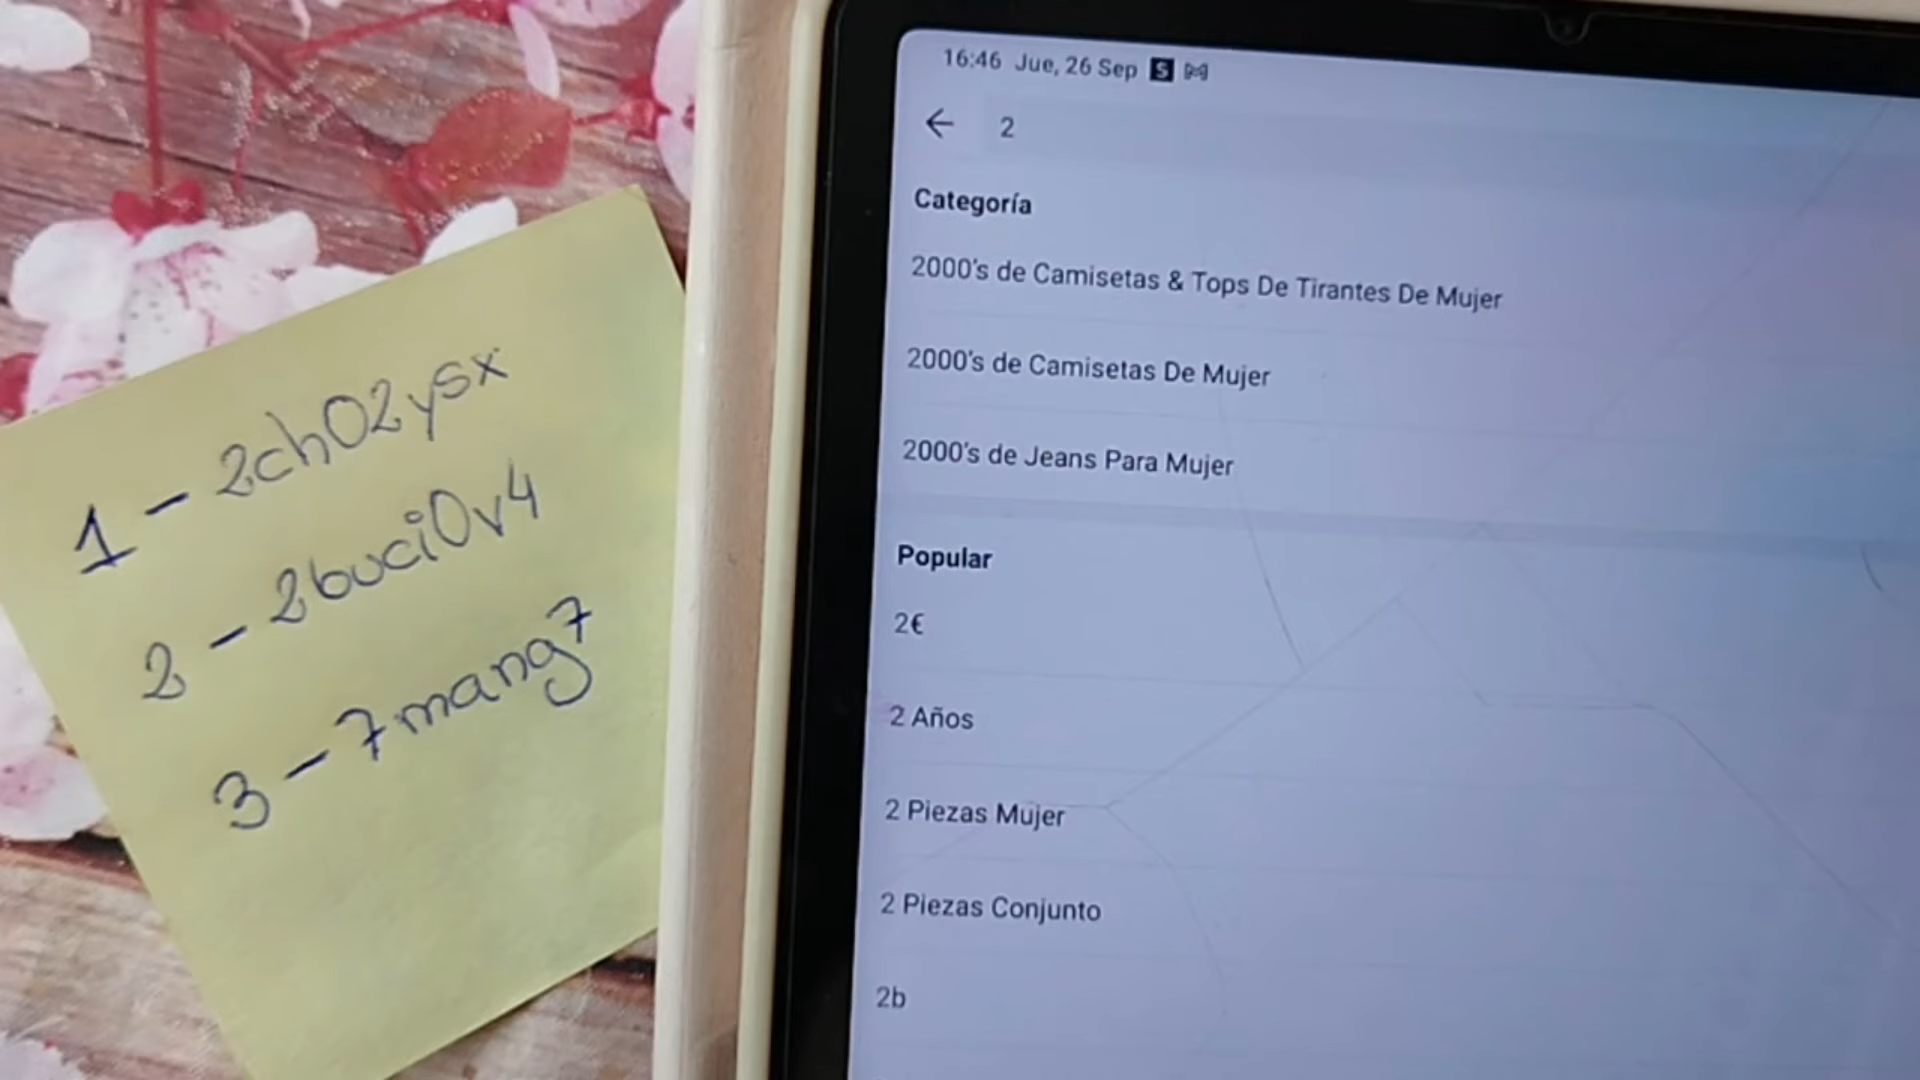 1 - 2ch02ysx
2 - 2buci0v4
3 - 7mang7
16:46 Jue, 26 Sep S
2
Categoría
2000's de Camisetas & Tops De Tirantes De Mujer
2000's de Camisetas De Mujer
2000's de Jeans Para Mujer
Popular
2€
2 Años
2 Piezas Mujer
2 Piezas Conjunto
2b